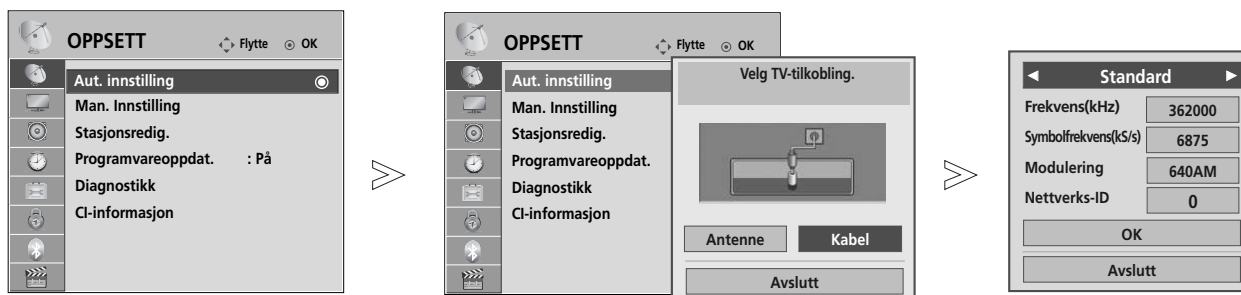 OPPSETT Flytte OK
Aut. innstilling
Man. Innstilling
Stasjonsredig.
Programvareoppdat. : På
Diagnostikk
CI-informasjon
OPPSETT Flytte OK
Aut. innstilling
Man. Innstilling
Stasjonsredig.
Programvareoppdat.
Diagnostikk
CI-informasjon
Velg TV-tilkobling.
Antenne Kabel
Avslutt
Standard
Frekvens(kHz) 362000
Symbolfrekvens(kS/s) 6875
Modulering 640AM
Nettverks-ID 0
OK
Avslutt